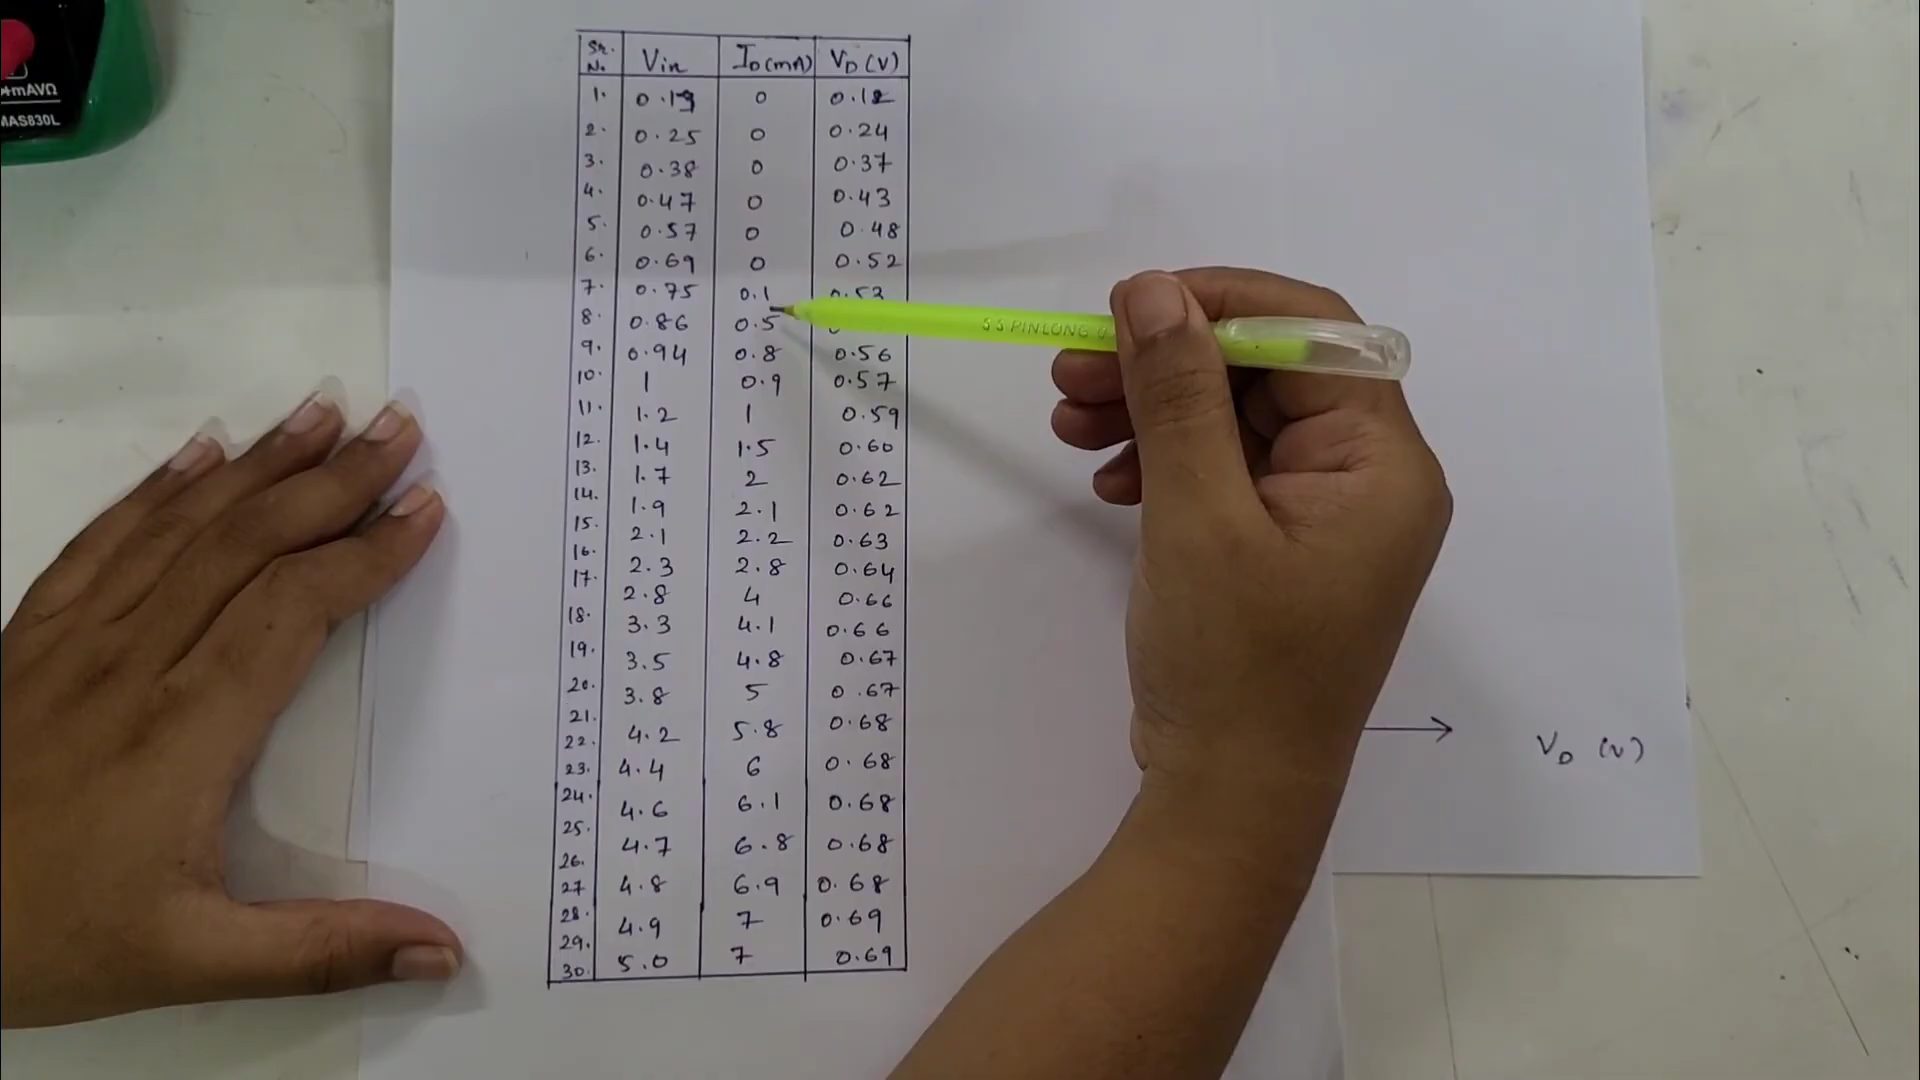 mAVΩ
MAS830L
Sr. No. Vin ID (mA) VD (V)
1. 0.19 0 0.18
2. 0.25 0 0.24
3. 0.38 0 0.37
4. 0.47 0 0.43
5. 0.57 0 0.48
6. 0.69 0 0.52
7. 0.75 0.1 0.53
8. 0.86 0.5
9. 0.94 0.8 0.56
10. 1 0.9 0.57
11. 1.2 1 0.59
12. 1.4 1.5 0.60
13. 1.7 2 0.62
14. 1.9 2.1 0.62
15. 2.1 2.2 0.63
16. 2.3 2.8 0.64
17. 2.8 4 0.66
18. 3.3 4.1 0.66
19. 3.5 4.8 0.67
20. 3.8 5 0.67
21. 4.2 5.8 0.68
22.
23. 4.4 6 0.68
24. 4.6 6.1 0.68
25. 4.7 6.8 0.68
26.
27 4.8 6.9 0.68
28. 4.9 7 0.69
29.
30. 5.0 7 0.69
SS PINLONG
VD (V)